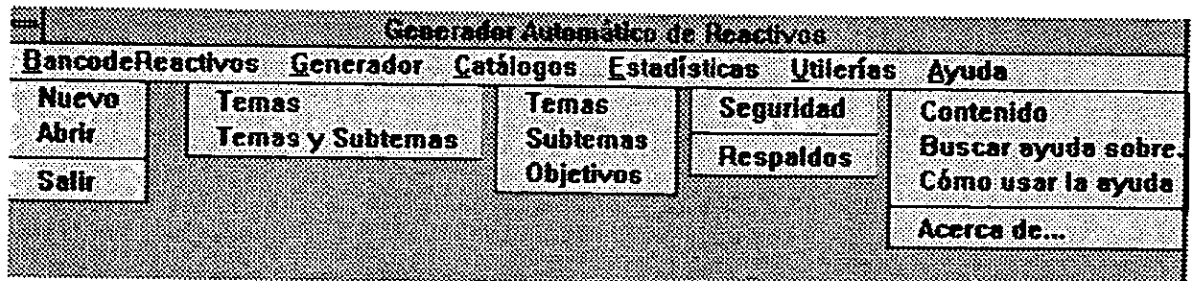 Generador Automático de Reactivos
BancodeReactivos Generador Catálogos Estadísticas Utilerías Ayuda
Nuevo
Abrir
Salir
Temas
Temas y Subtemas
Temas
Subtemas
Objetivos
Seguridad
Respaldos
Contenido
Buscar ayuda sobre.
Cómo usar la ayuda
Acerca de...